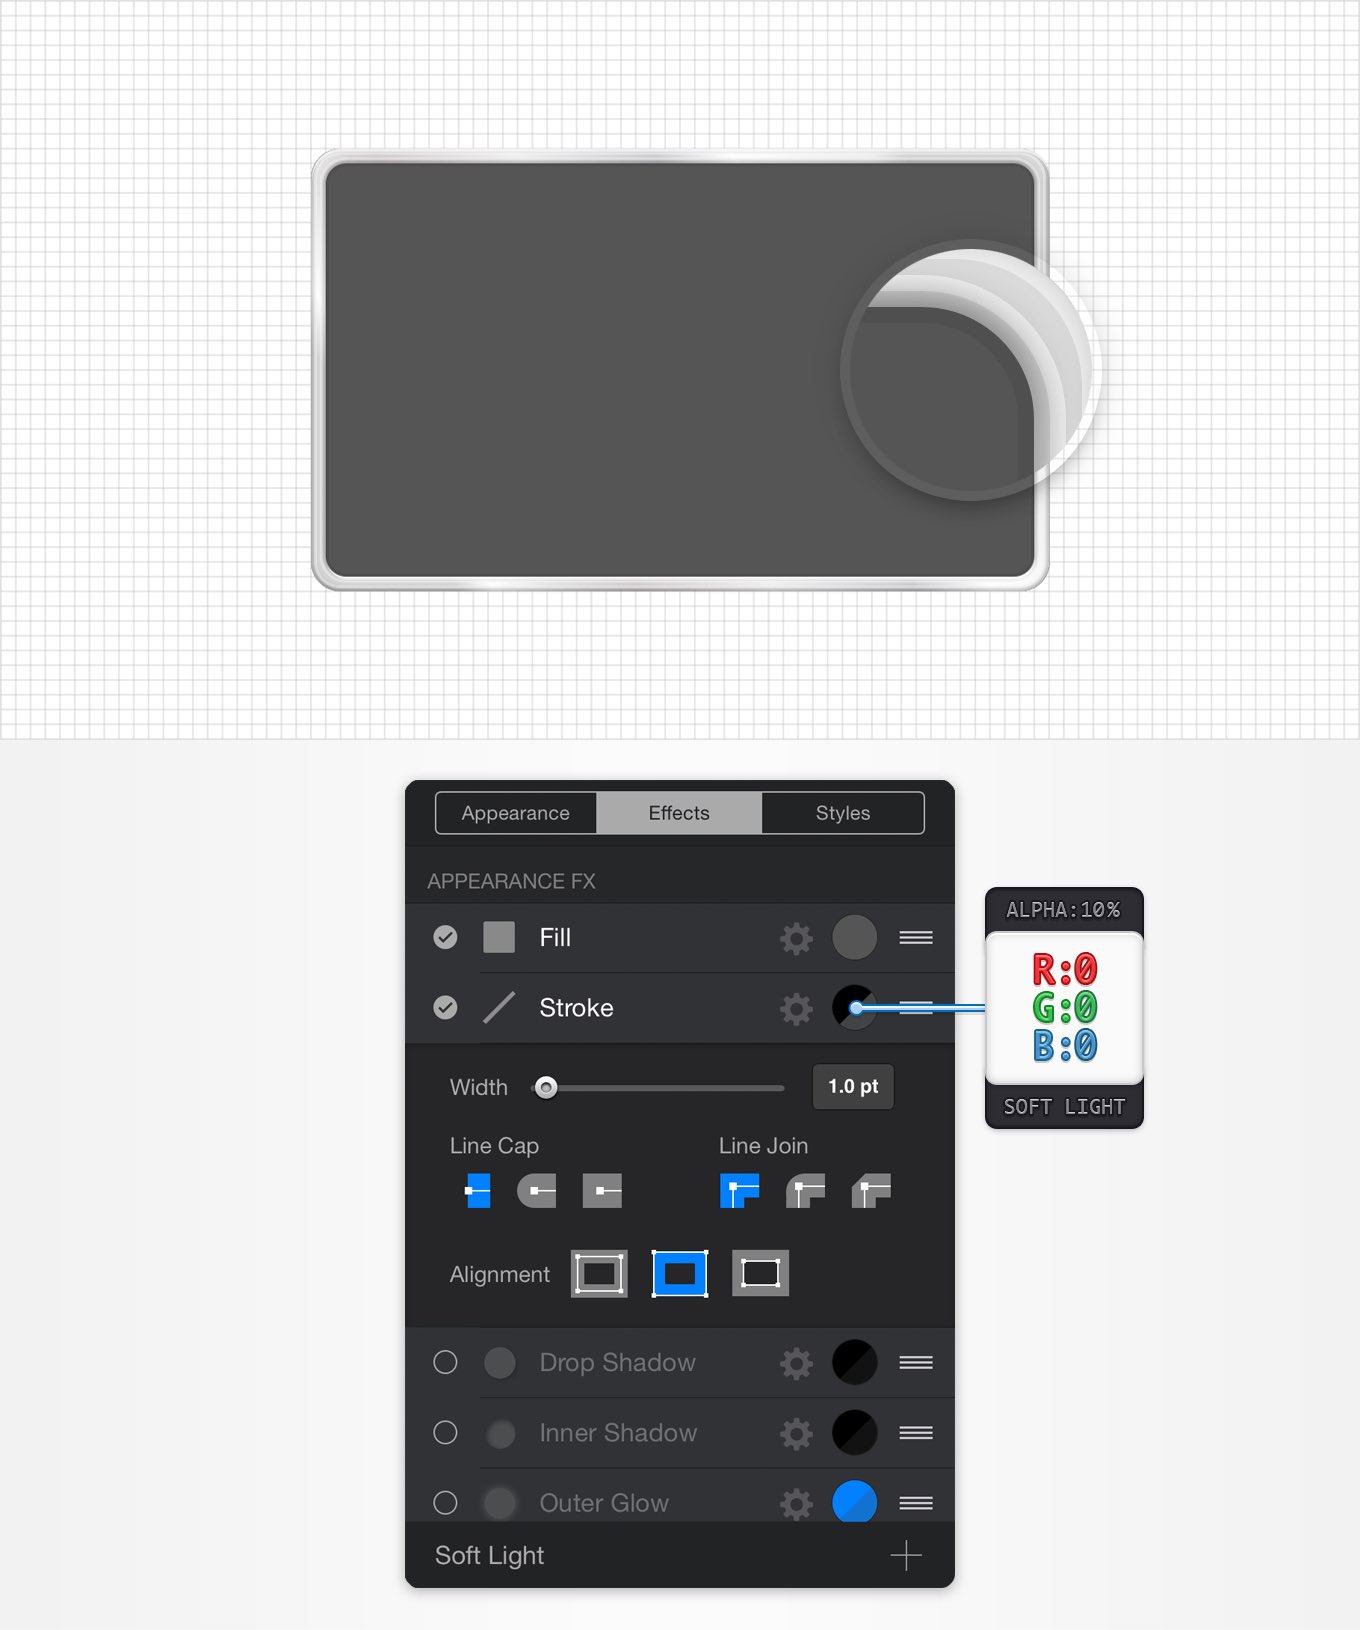 Appearance Effects Styles
APPEARANCE FX
Fill
Stroke
ALPHA:10%
R:0
G:0
B:0
SOFT LIGHT
Width 1.0 pt
Line Cap Line Join
Alignment
Drop Shadow
Inner Shadow
Outer Glow
Soft Light